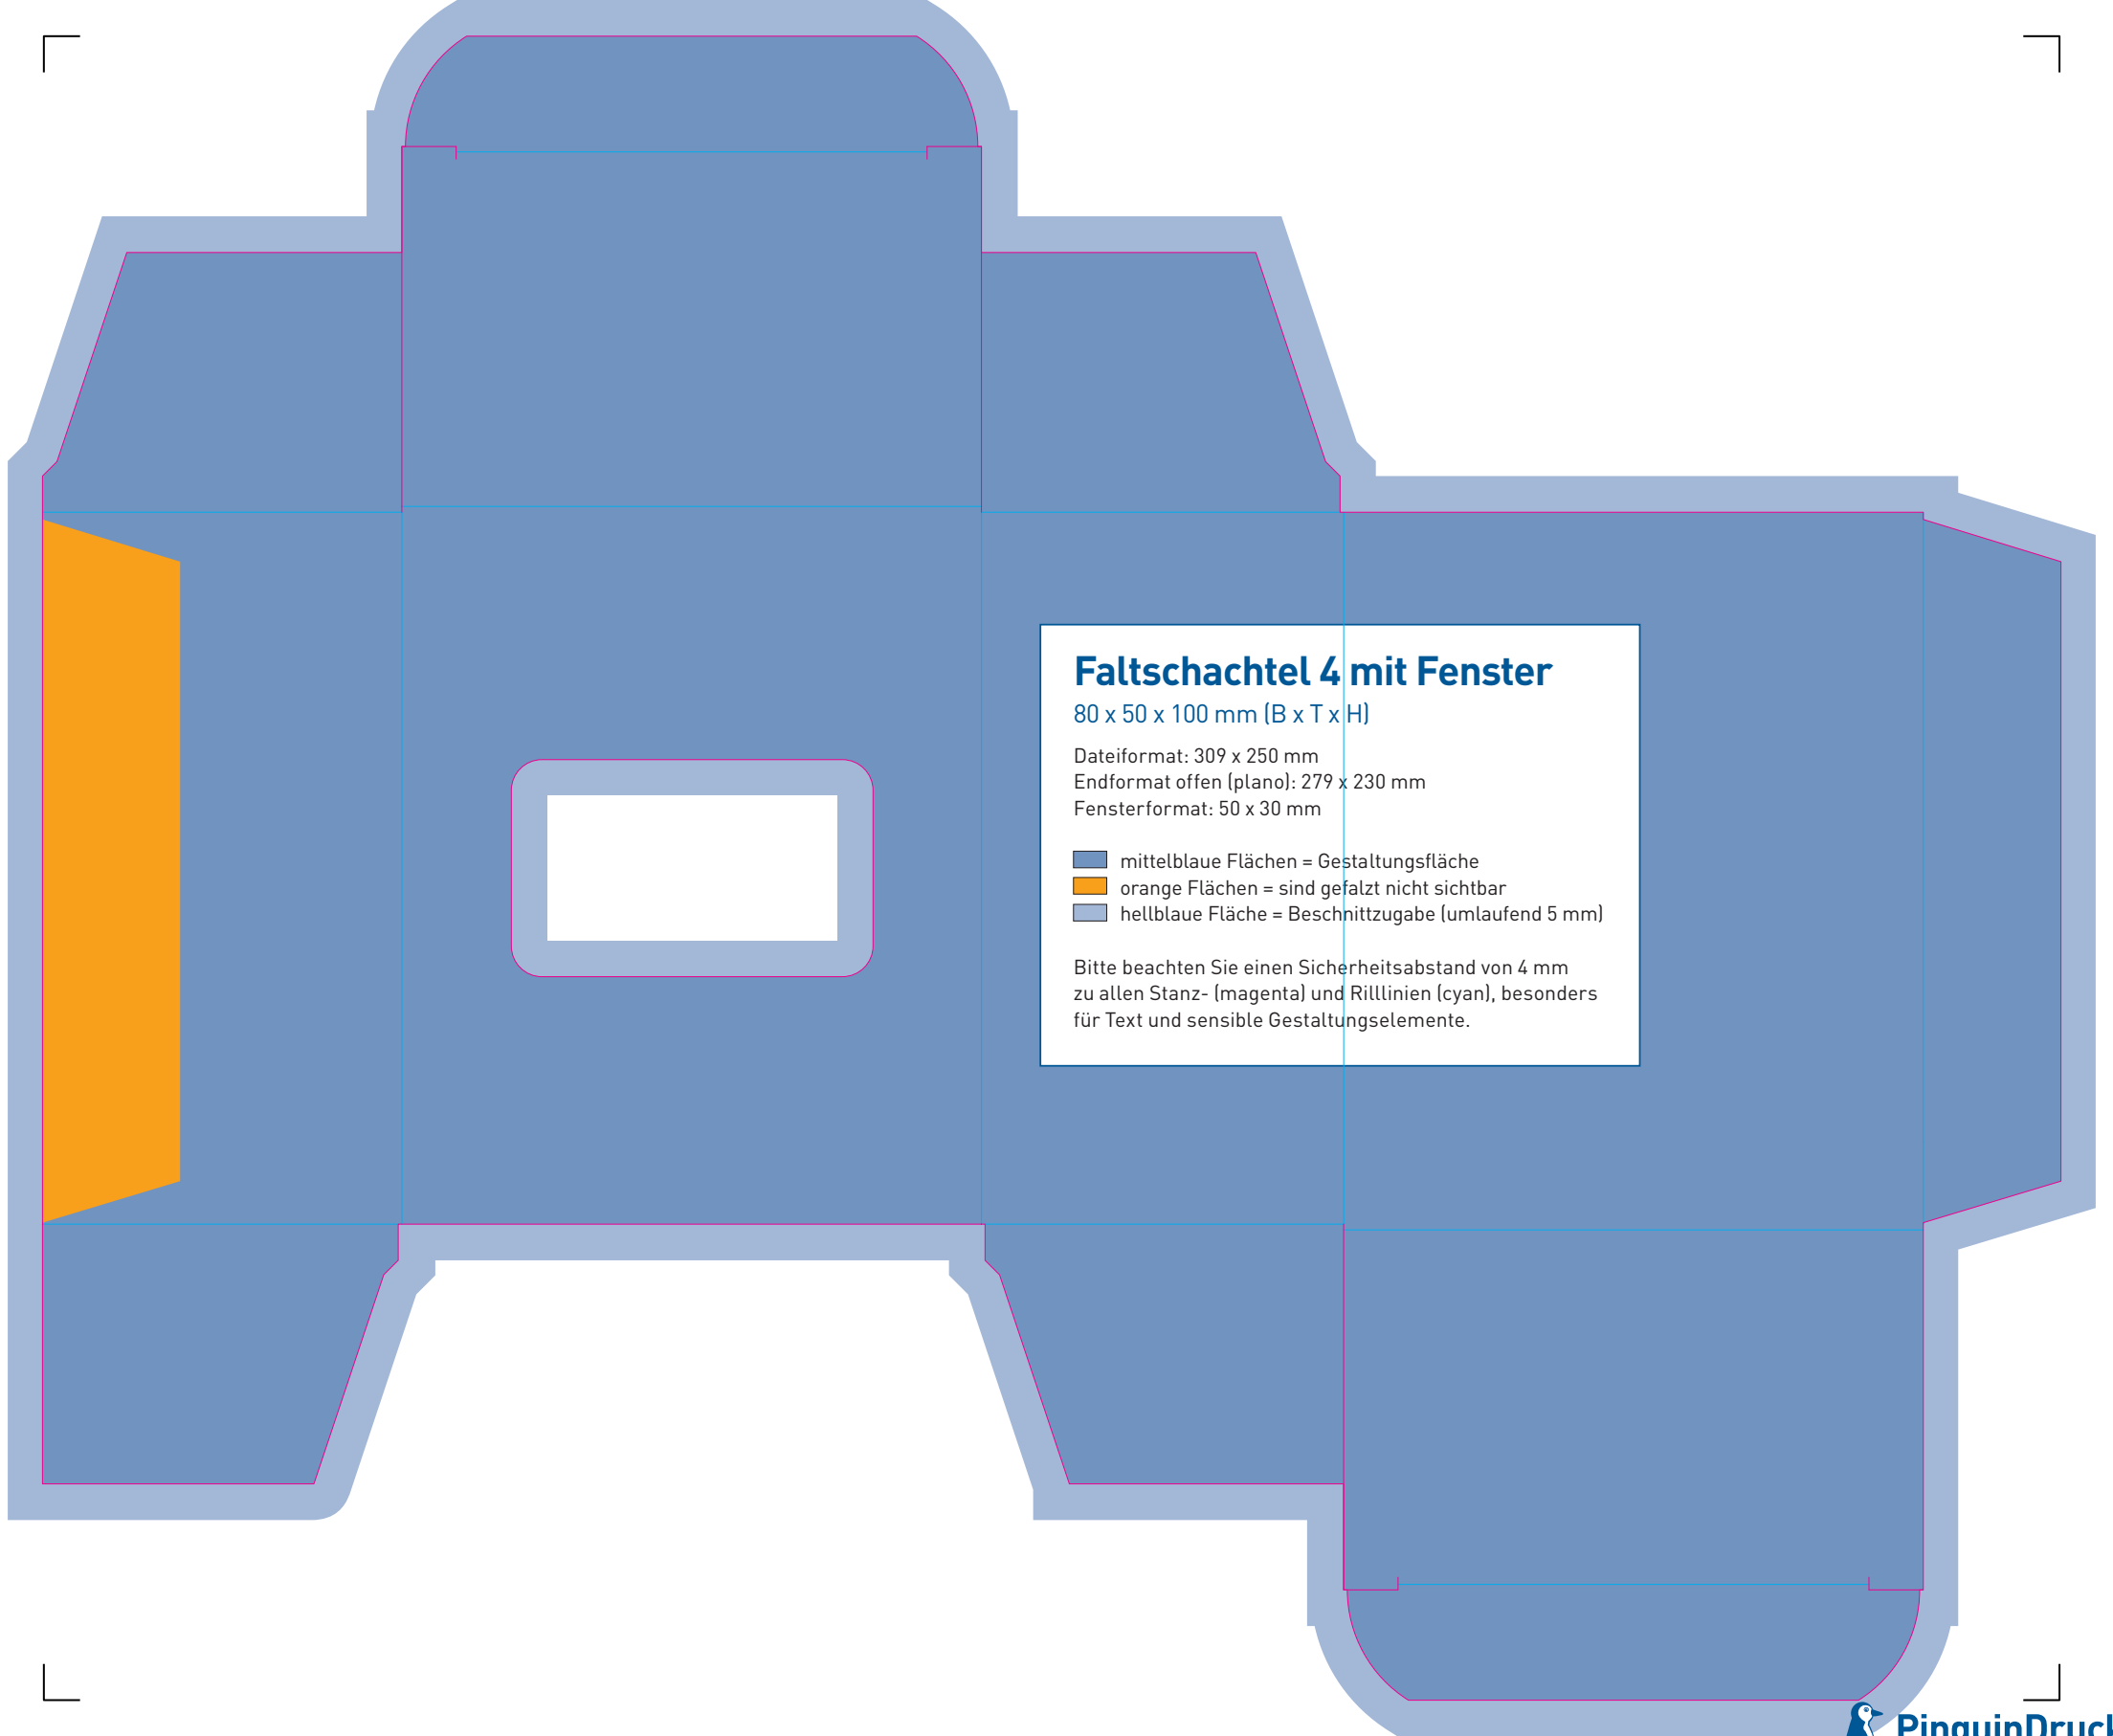 Faltschachtel 4 mit Fenster
80 x 50 x 100 mm (B x T x H)
Dateiformat: 309 x 250 mm
Endformat offen (plano): 279 x 230 mm
Fensterformat: 50 x 30 mm
mittelblaue Flächen = Gestaltungsfläche
orange Flächen = sind gefalzt nicht sichtbar
hellblaue Fläche = Beschnittzugabe (umlaufend 5 mm)
Bitte beachten Sie einen Sicherheitsabstand von 4 mm
zu allen Stanz- (magenta) und Rilllinien (cyan), besonders
für Text und sensible Gestaltungselemente.
PinguinDruck